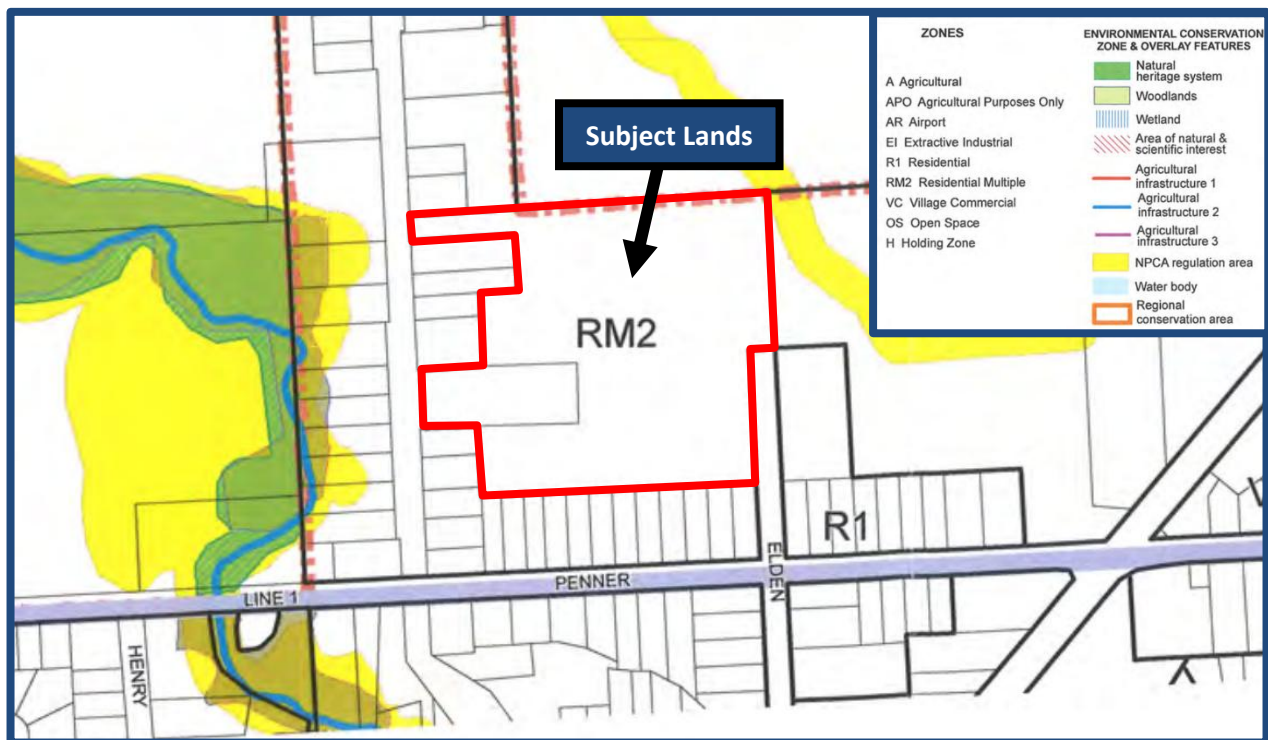 Subject Lands
ZONES
A Agricultural
APO Agricultural Purposes Only
AR Airport
EI Extractive Industrial
R1 Residential
RM2 Residential Multiple
VC Village Commercial
OS Open Space
H Holding Zone
ENVIRONMENTAL CONSERVATION
ZONE & OVERLAY FEATURES
Natural
heritage system
Woodlands
Wetland
Area of natural &
scientific interest
Agricultural
infrastructure 1
Agricultural
infrastructure 2
Agricultural
infrastructure 3
NPCA regulation area
Water body
Regional
conservation area
RM2
R1
ELDEN
PENNER
LINE 1
HENRY